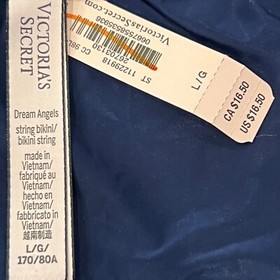 VICTORIA'S
SECRET
Dream Angels
string bikini/
bikini string
made in
Vietnam/
fabriqué au
Vietnam/
hecho en
Vietnam/
fabbricato in
Vietnam/
越南制造
L/G/
170/80A
VictoriasSecret.com
26703130
ST 11229918
L/G
CA $16.50
US $16.50